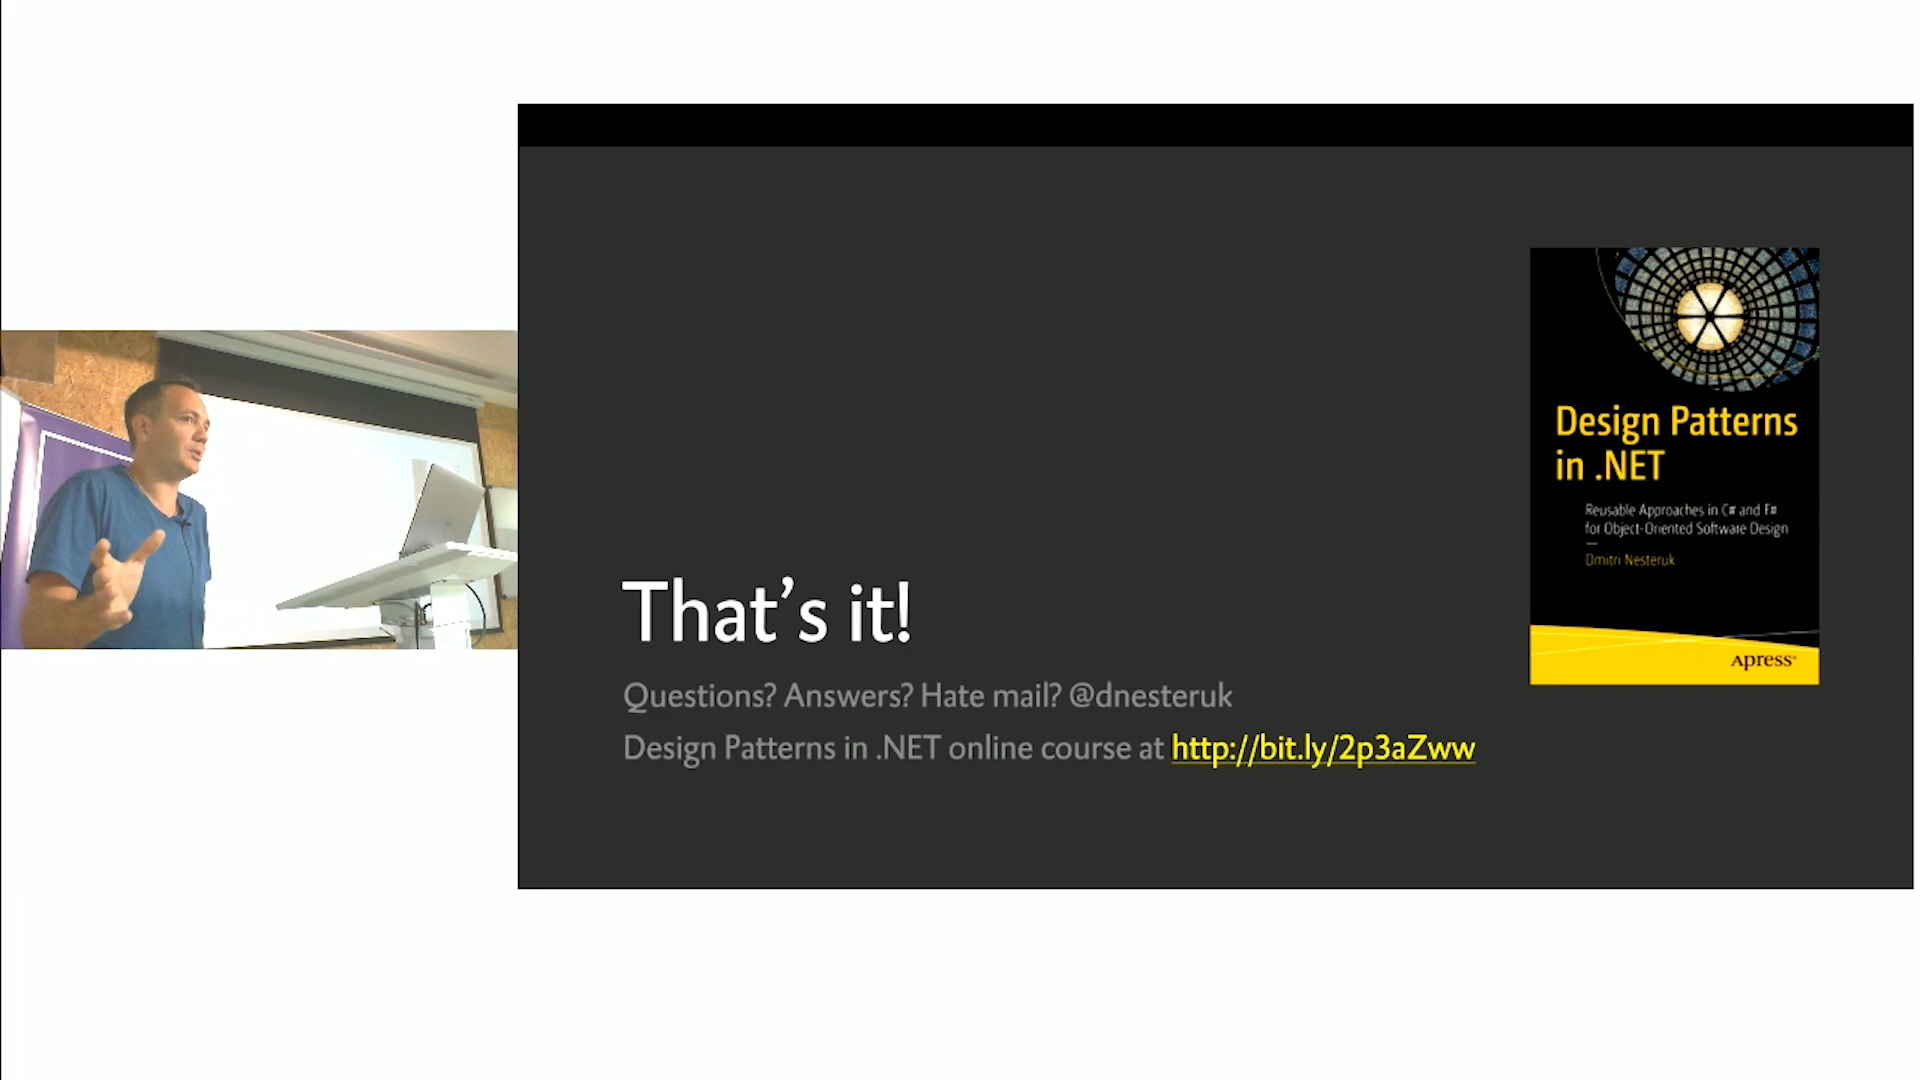 Design Patterns
in .NET
Reusable Approaches in C# and F#
for Object-Oriented Software Design
—
Dmitri Nesteruk
Apress®
That’s it!
Questions? Answers? Hate mail? @dnesteruk
Design Patterns in .NET online course at http://bit.ly/2p3aZww